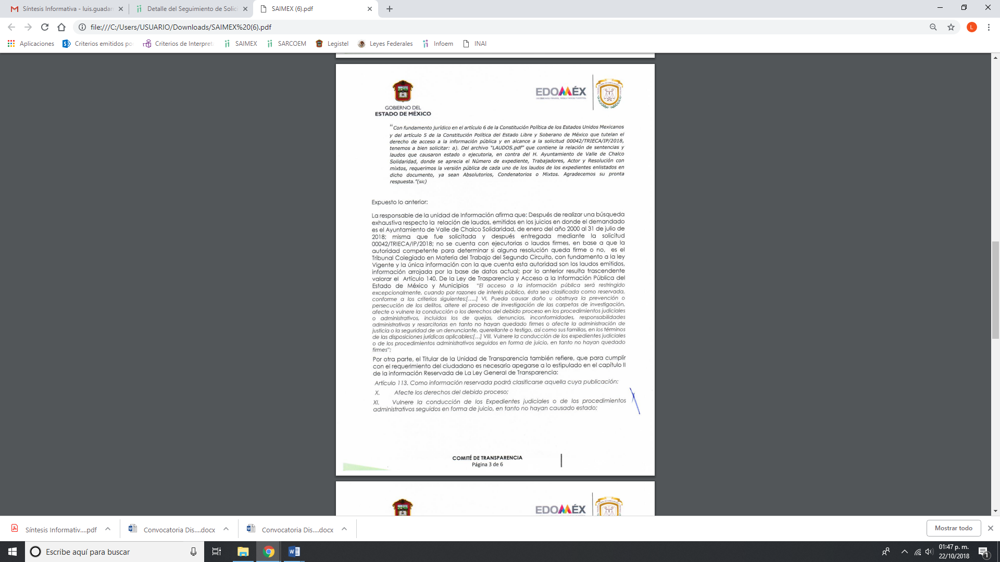 Síntesis Informativa - luis.guadarr
Detalle del Seguimiento de Solici
SAIMEX (6).pdf
file:///C:/Users/USUARIO/Downloads/SAIMEX%20(6).pdf
L
Aplicaciones
Criterios emitidos po
Criterios de Interpret
SAIMEX
SARCOEM
Legistel
Leyes Federales
Infoem
INAI
GOBIERNO DEL
ESTADO DE MÉXICO
EDOMÉX
"Con fundamento jurídico en el artículo 6 de la Constitución Política de los Estados Unidos Mexicanos
y del artículo 5 de la Constitución Política del Estado Libre y Soberano de México que tutelan el
derecho de acceso a la información pública y en alcance a la solicitud 00042/TRIECA/IP/2018,
tenemos a bien solicitar: a). Del archivo "LAUDOS.pdf" que contiene la relación de sentencias y
laudos que causaron estado o ejecutoria, en contra del H. Ayuntamiento de Valle de Chalco
Solidaridad, donde se aprecia el Número de expediente, Trabajadores, Actor y Resolución con
mixtos, requerimos la versión pública de cada uno de los laudos de los expedientes enlistados en
dicho documento, ya sean Absolutorios, Condenatorios o Mixtos. Agradecemos su pronta
respuesta."(sic)
Expuesto lo anterior:
La responsable de la unidad de Información afirma que: Después de realizar una búsqueda
exhaustiva respecto la relación de laudos, emitidos en los juicios en donde el demandado
es el Ayuntamiento de Valle de Chalco Solidaridad, de enero del año 2000 al 31 de julio de
2018; misma que fue solicitada y después entregada mediante la solicitud
00042/TRIECA/IP/2018; no se cuenta con ejecutorias o laudos firmes, en base a que la
autoridad competente para determinar si alguna resolución queda firme o no, es el
Tribunal Colegiado en Materia del Trabajo del Segundo Circuito, con fundamento a la ley
Vigente y la única información con la que cuenta esta autoridad son los laudos emitidos,
información arrojada por la base de datos actual; por lo anterior resulta trascendente
valorar el Artículo 140. De la Ley de Trasparencia y Acceso a la Información Pública del
Estado de México y Municipios "El acceso a la información pública será restringido
excepcionalmente, cuando por razones de interés público, ésta sea clasificada como reservada,
conforme a los criterios siguientes:[.....] VI. Pueda causar daño u obstruya la prevención o
persecución de los delitos, altere el proceso de investigación de las carpetas de investigación,
afecte o vulnere la conducción o los derechos del debido proceso en los procedimientos judiciales
o administrativos, incluidos los de quejas, denuncias, inconformidades, responsabilidades
administrativas y resarcitorias en tanto no hayan quedado firmes o afecte la administración de
justicia o la seguridad de un denunciante, querellante o testigo, así como sus familias, en los términos
de las disposiciones jurídicas aplicables;[...] VIII. Vulnere la conducción de los expedientes judiciales
o de los procedimientos administrativos seguidos en forma de juicio, en tanto no hayan quedado
firmes";
Por otra parte, el Titular de la Unidad de Transparencia también refiere, que para cumplir
con el requerimiento del ciudadano es necesario apegarse a lo estipulado en el capítulo II
de la información Reservada de La Ley General de Transparencia:
Artículo 113. Como información reservada podrá clasificarse aquella cuya publicación:
X. Afecte los derechos del debido proceso;
XI. Vulnere la conducción de los Expedientes judiciales o de los procedimientos
administrativos seguidos en forma de juicio, en tanto no hayan causado estado;
COMITÉ DE TRANSPARENCIA
Página 3 de 6
EDOMÉX
Síntesis Informativ....pdf
Convocatoria Dis....docx
Convocatoria Dis....docx
Mostrar todo
Escribe aquí para buscar
01:47 p. m.
22/10/2018
1